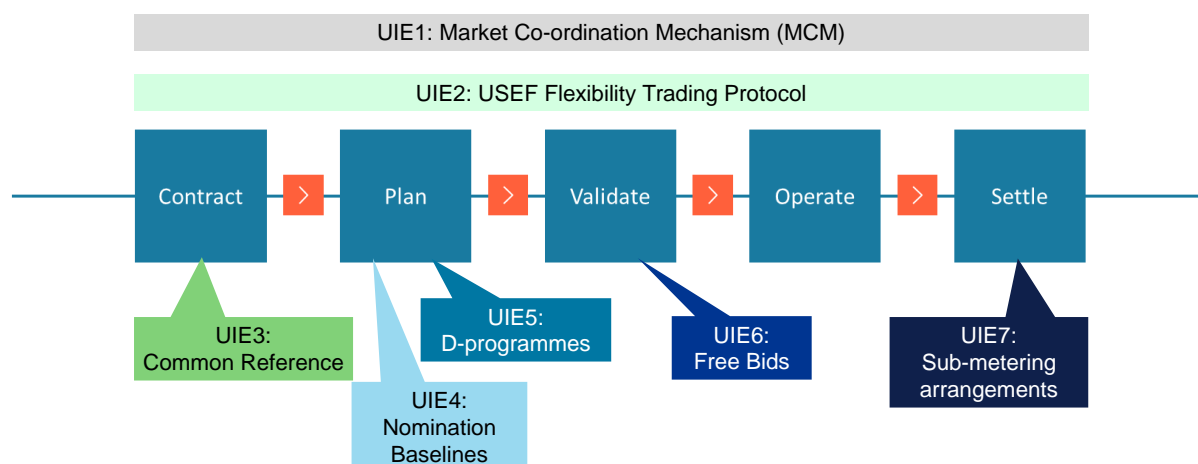 UIE1: Market Co-ordination Mechanism (MCM)
UIE2: USEF Flexibility Trading Protocol
Contract
Plan
Validate
Operate
Settle
UIE3:
Common Reference
UIE4:
Nomination
Baselines
UIE5:
D-programmes
UIE6:
Free Bids
UIE7:
Sub-metering
arrangements